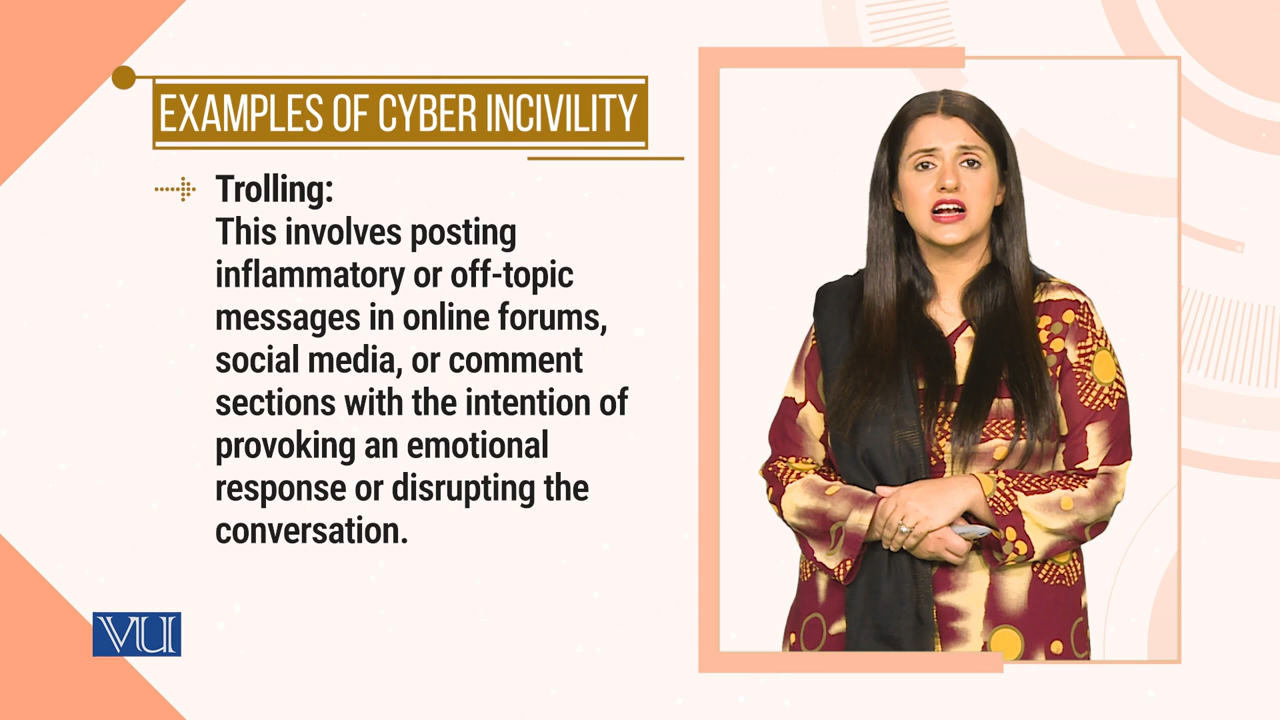 EXAMPLES OF CYBER INCIVILITY
Trolling:
This involves posting
inflammatory or off-topic
messages in online forums,
social media, or comment
sections with the intention of
provoking an emotional
response or disrupting the
conversation.
VU